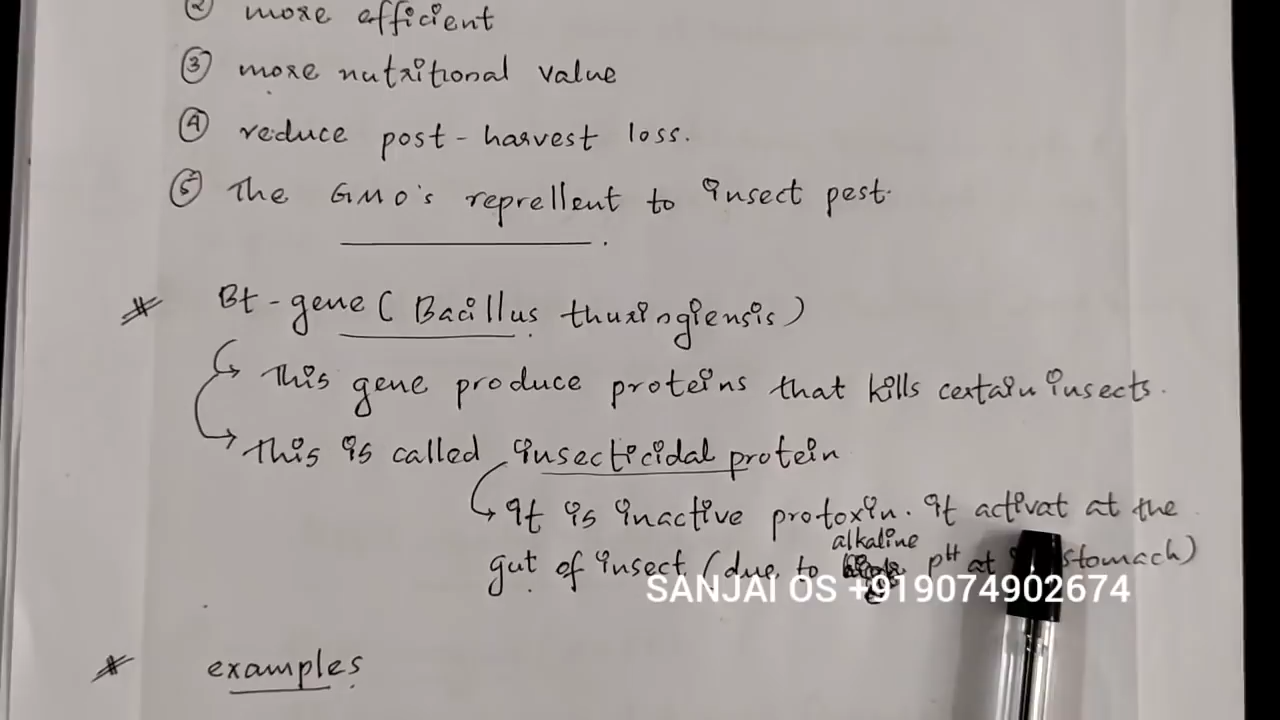 ② more efficient
③ more nutritional value
④ reduce post-harvest loss.
⑤ The GMO's reprellent to insect pest.
* Bt-gene (Bacillus thuringiensis)
This gene produce proteins that kills certain insects.
This is called insecticidal protein
It is inactive protoxin. It activat at the
alkaline
gut of insect (due to pH at stomach)
SANJAI OS +919074902674
* examples